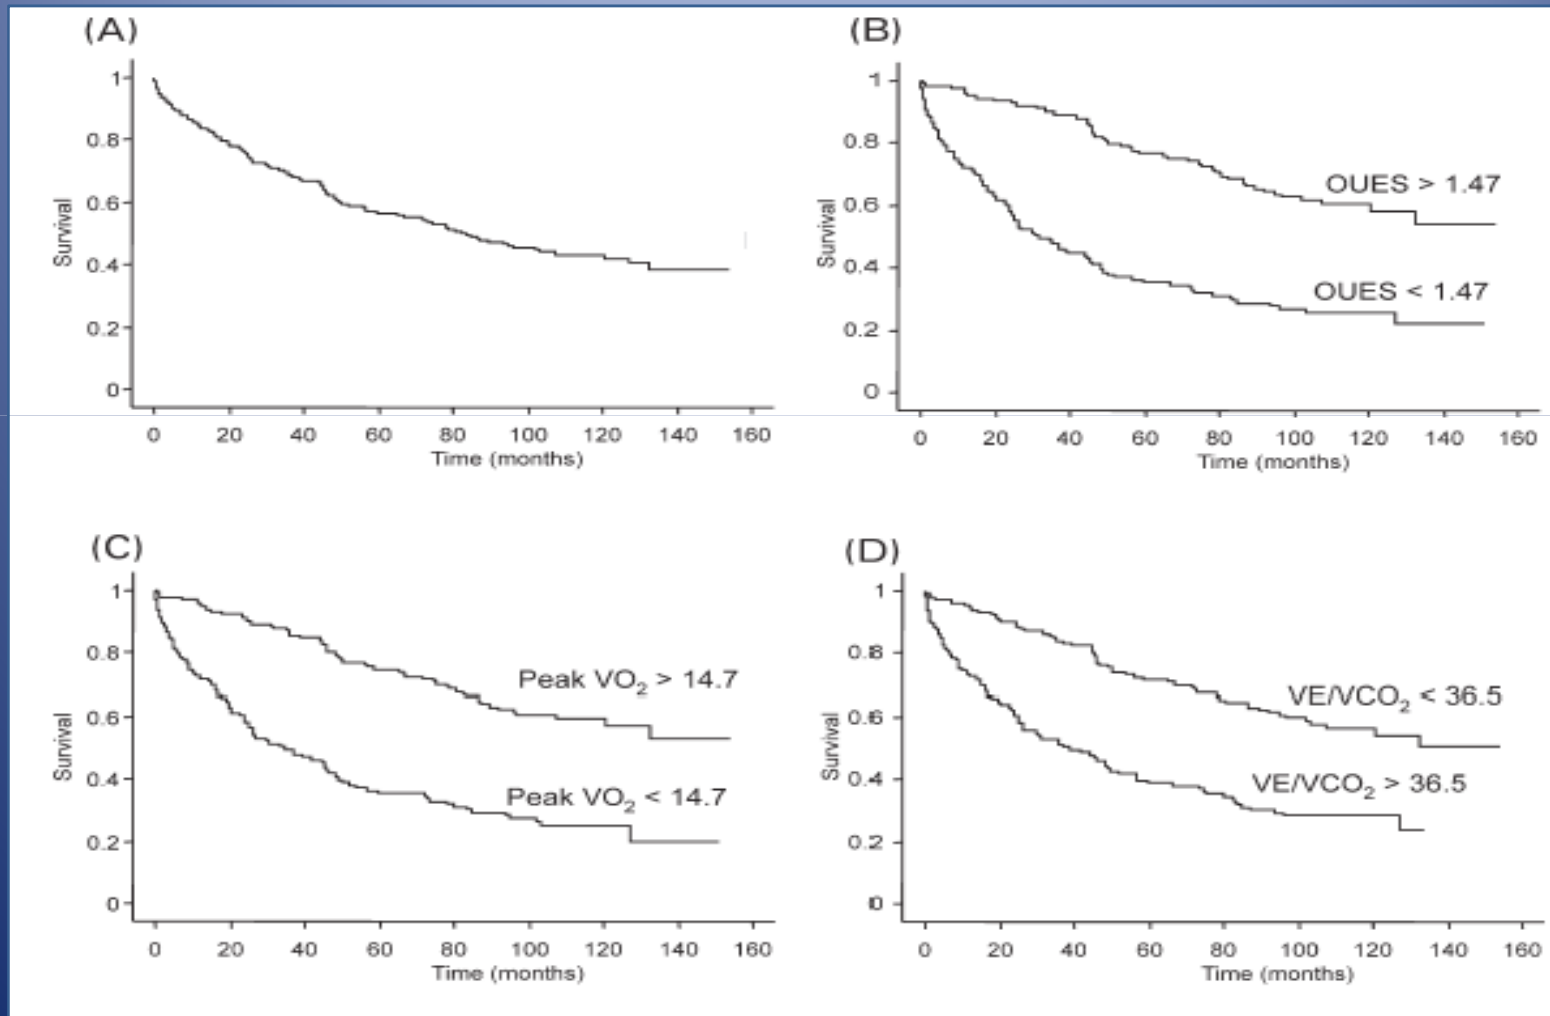 (A)
1
0.8
0.6
0.4
0.2
0
Survival
0 20 40 60 80 100 120 140 160
Time (months)
(B)
1
0.8
0.6
0.4
0.2
0
Survival
OUES > 1.47
OUES < 1.47
0 20 40 60 80 100 120 140 160
Time (months)
(C)
1
0.8
0.6
0.4
0.2
0
Survival
Peak VO₂ > 14.7
Peak VO₂ < 14.7
0 20 40 60 80 100 120 140 160
Time (months)
(D)
1
0.8
0.6
0.4
0.2
0
Survival
VE/VCO₂ < 36.5
VE/VCO₂ > 36.5
0 20 40 60 80 100 120 140 160
Time (months)